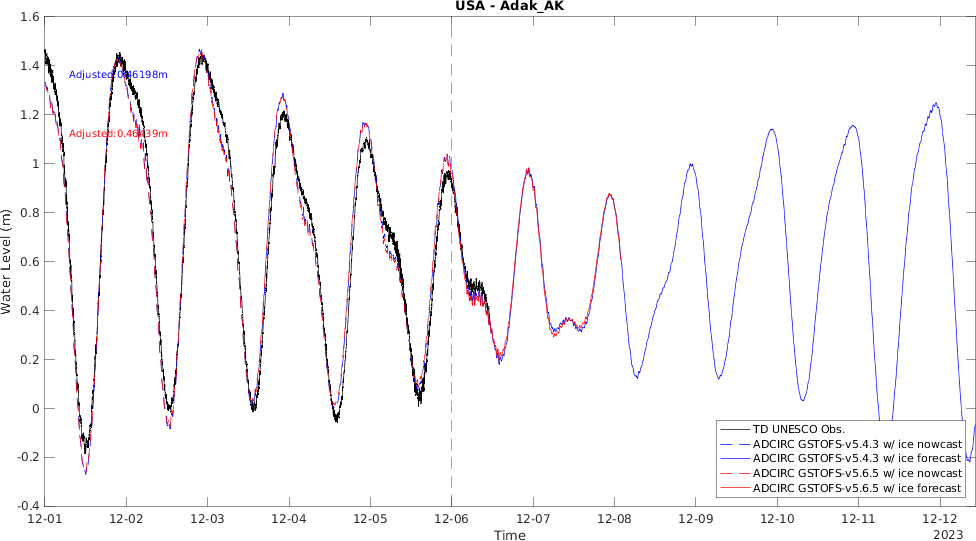 USA - Adak_AK
Water Level (m)
1.6
1.4
1.2
1
0.8
0.6
0.4
0.2
0
-0.2
-0.4
Adjusted:0.46198m
Adjusted:0.46439m
TD UNESCO Obs.
ADCIRC GSTOFS-v5.4.3 w/ ice nowcast
ADCIRC GSTOFS-v5.4.3 w/ ice forecast
ADCIRC GSTOFS-v5.6.5 w/ ice nowcast
ADCIRC GSTOFS-v5.6.5 w/ ice forecast
12-01 12-02 12-03 12-04 12-05 12-06 12-07 12-08 12-09 12-10 12-11 12-12
Time
2023